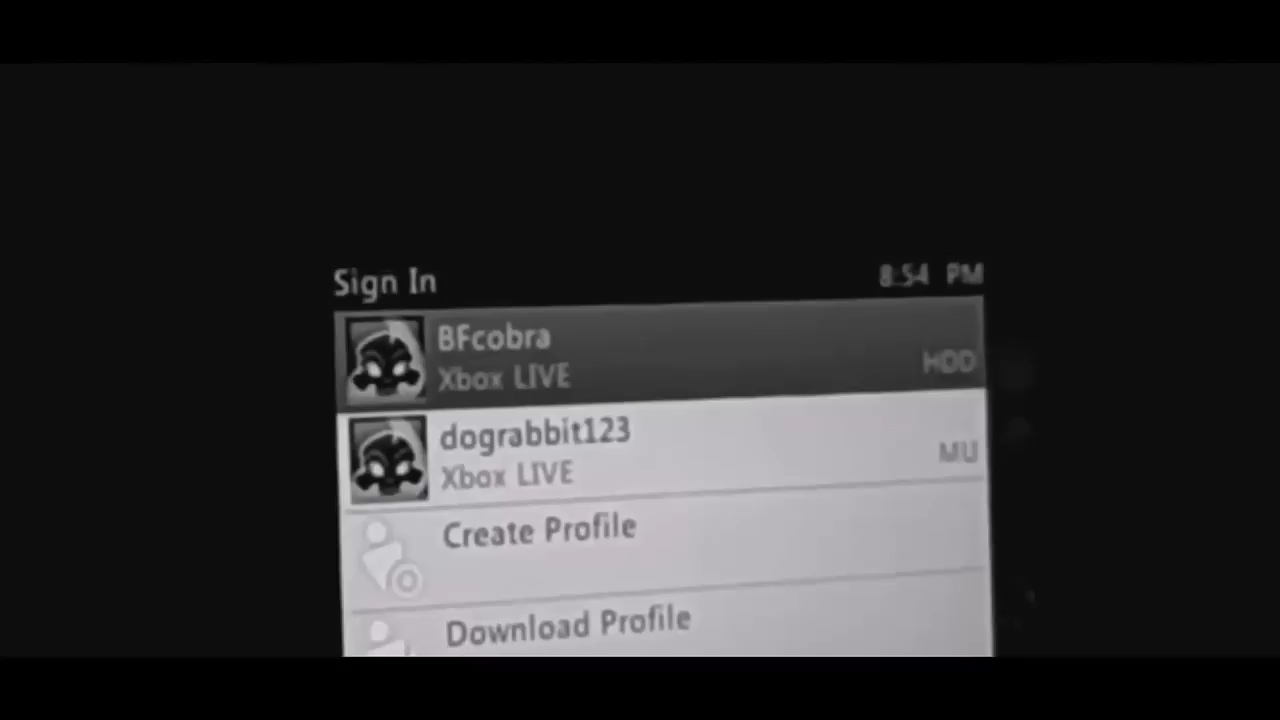 Sign In
8:54 PM
BFcobra
Xbox LIVE
HDD
dograbbit123
Xbox LIVE
MU
Create Profile
Download Profile